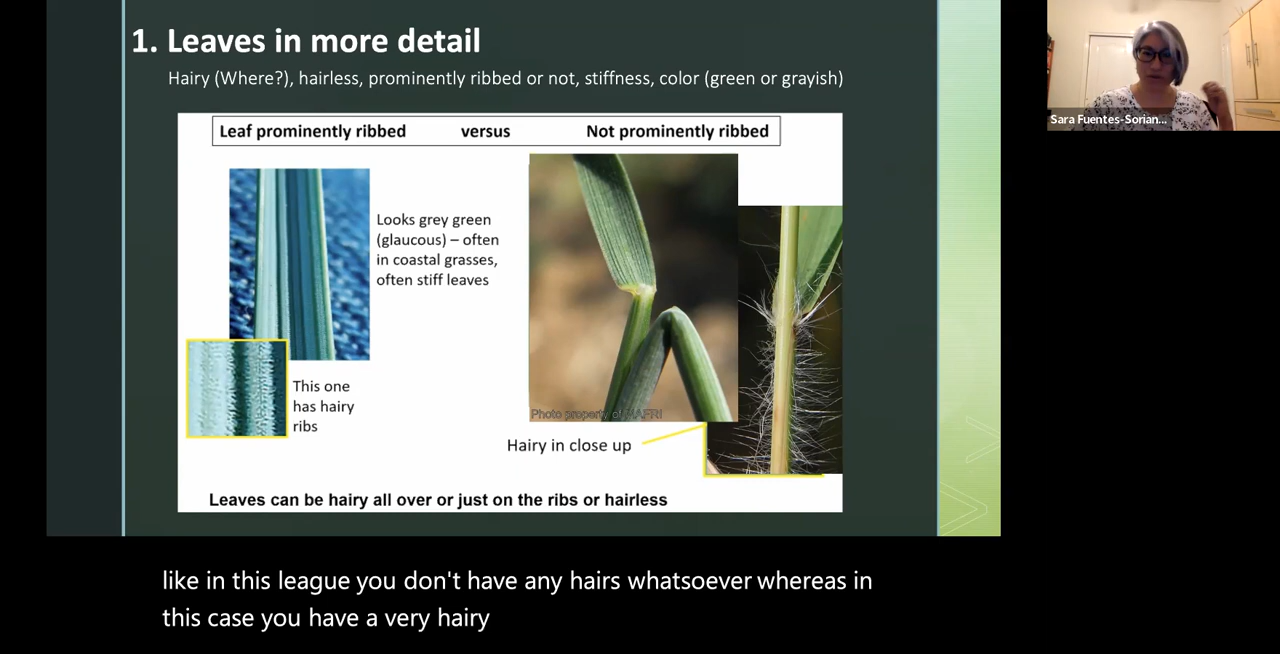 1. Leaves in more detail
Hairy (Where?), hairless, prominently ribbed or not, stiffness, color (green or grayish)
Leaf prominently ribbed versus Not prominently ribbed
Looks grey green
(glaucous) – often
in coastal grasses,
often stiff leaves
This one
has hairy
ribs
Photo property of MAFRI
Hairy in close up
Leaves can be hairy all over or just on the ribs or hairless
Sara Fuentes-Sorian...
like in this league you don't have any hairs whatsoever whereas in
this case you have a very hairy